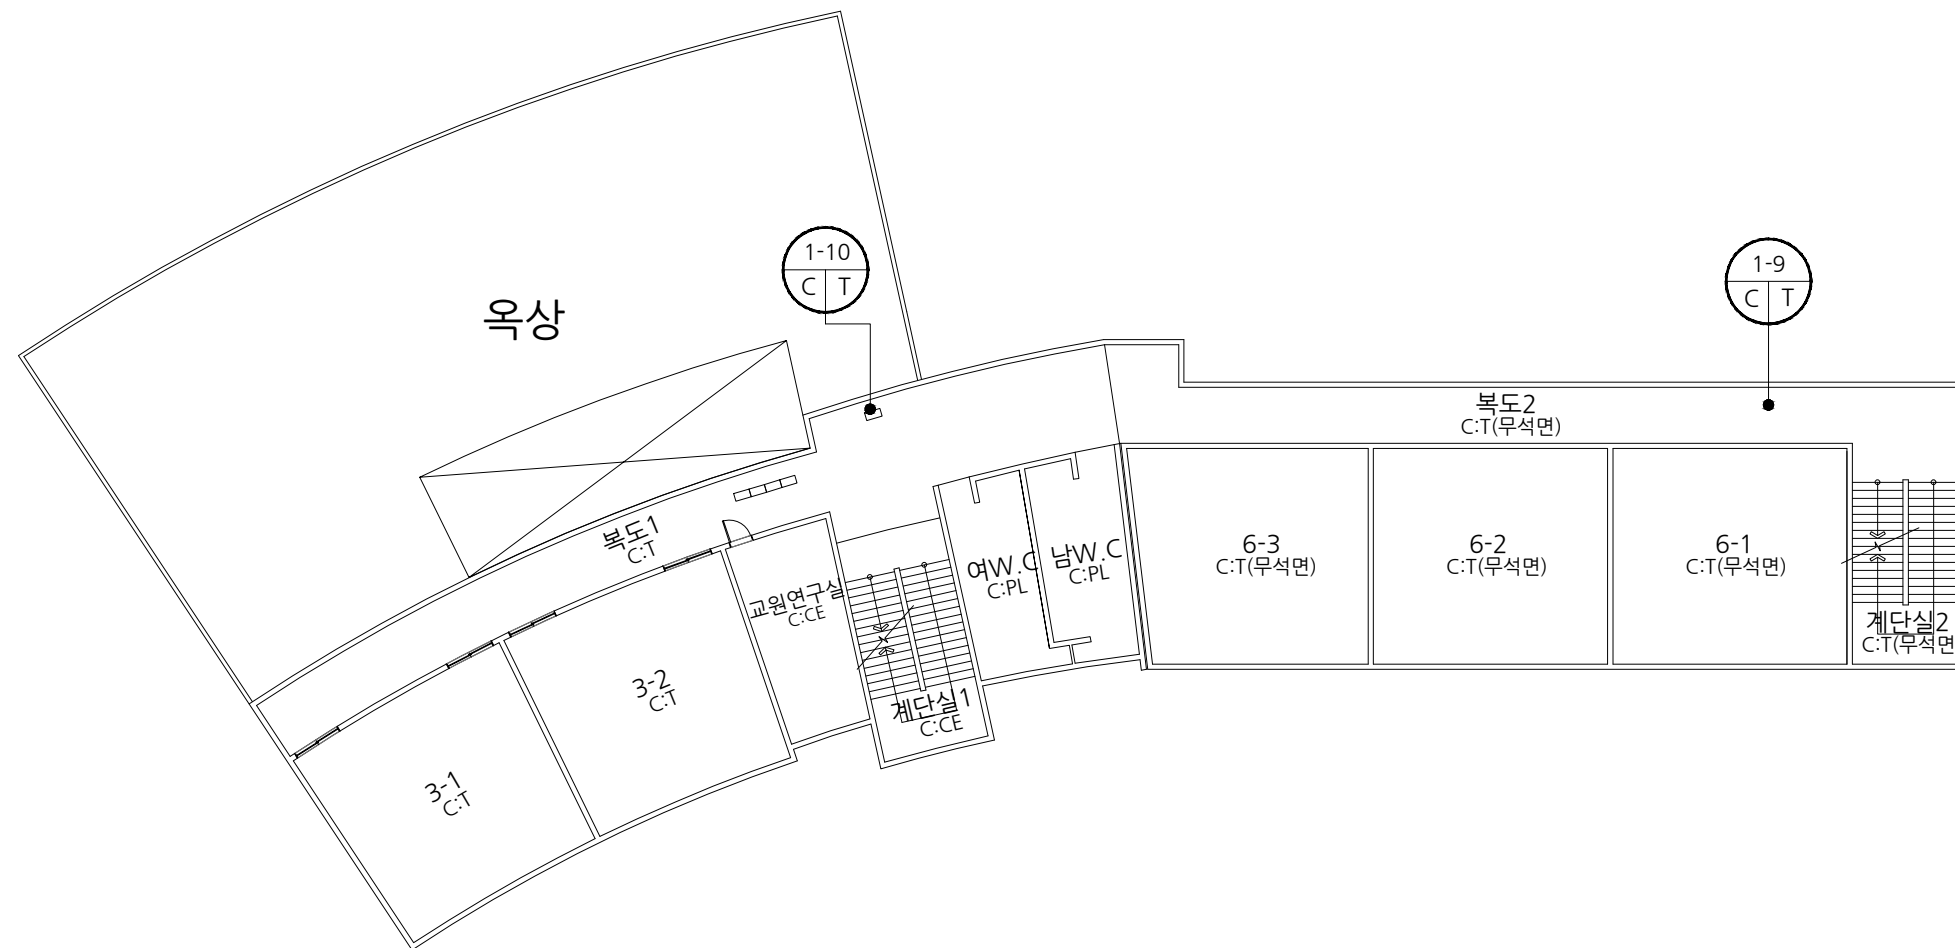 1-10
C T
1-9
C T
옥상
복도2
C:T(무석면)
복도1
C:T
6-3
C:T(무석면)
6-2
C:T(무석면)
6-1
C:T(무석면)
여W.C
C:PL
남W.C
C:PL
교원연구실
C:CE
계단실2
C:T(무석면
3-2
C:T
계단실1
C:CE
3-1
C:T